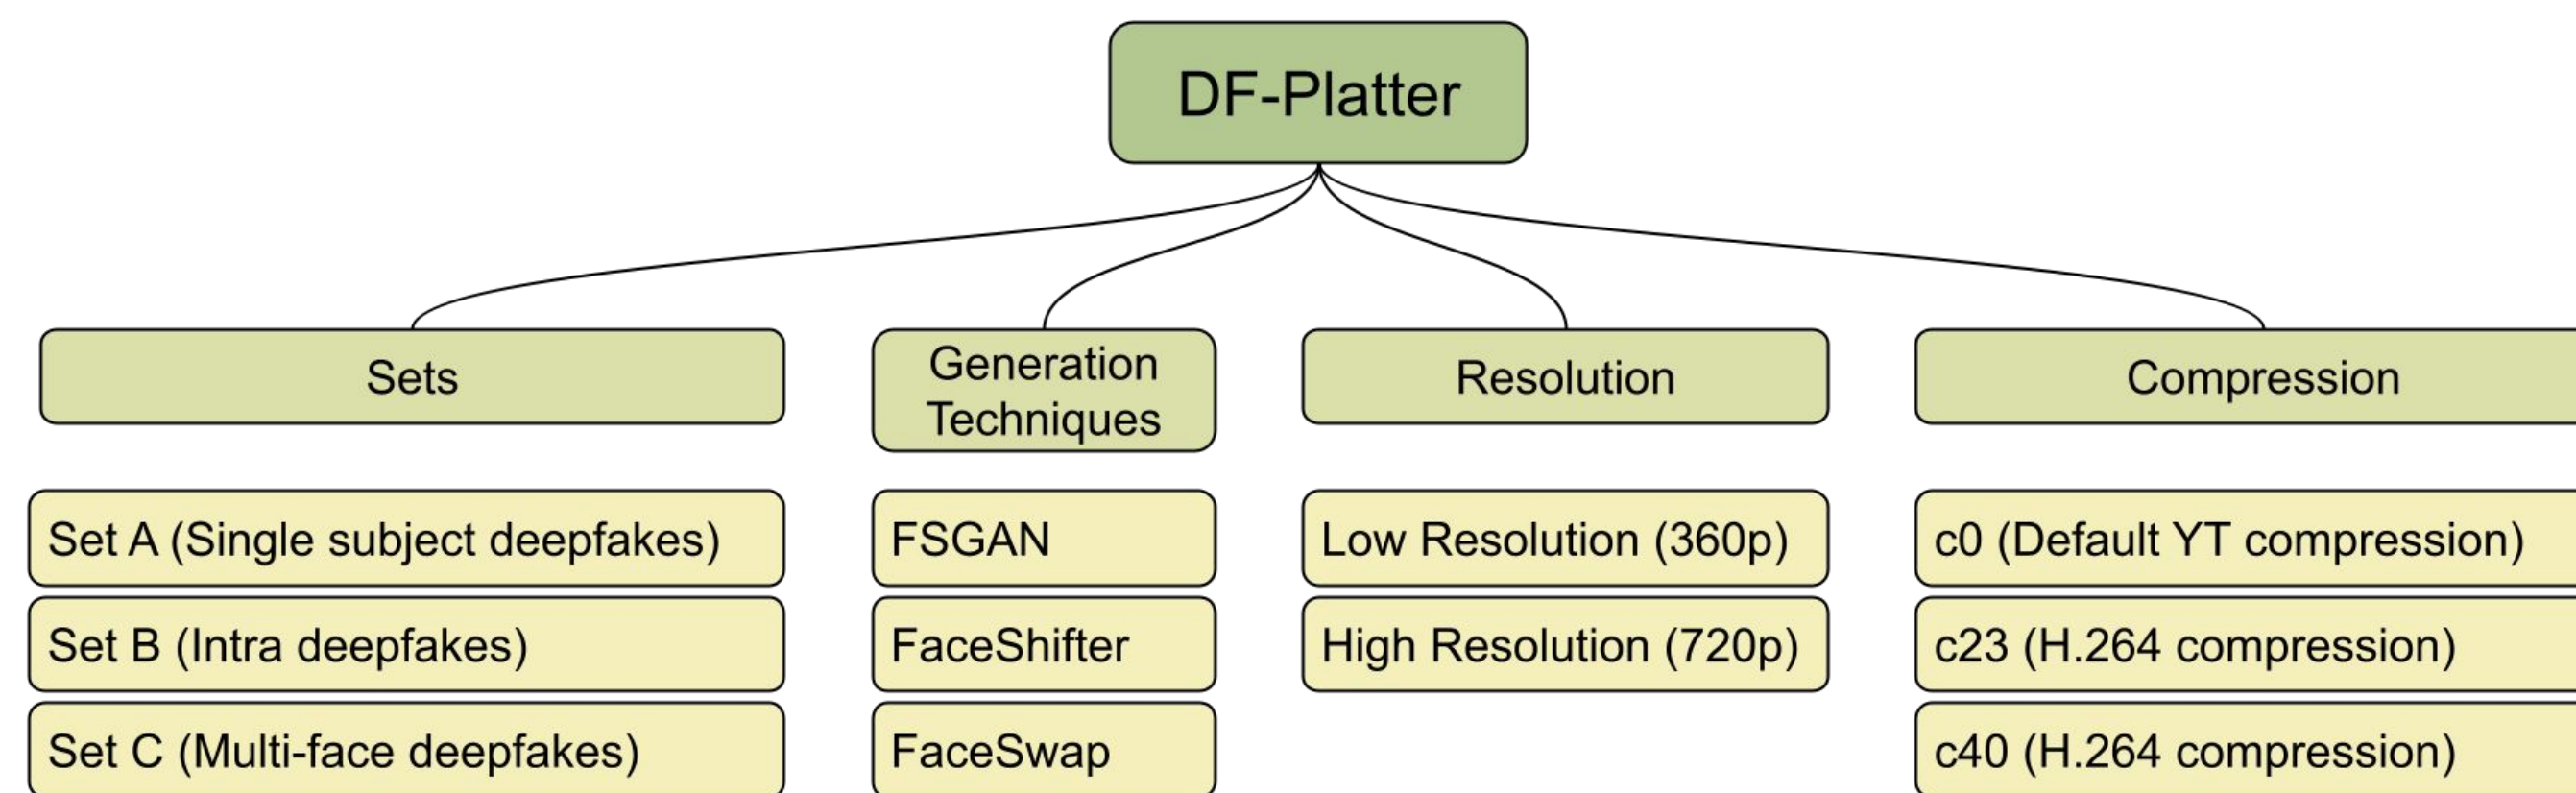 DF-Platter
Sets
Generation
Techniques
Resolution
Compression
Set A (Single subject deepfakes)
FSGAN
Low Resolution (360p)
c0 (Default YT compression)
Set B (Intra deepfakes)
FaceShifter
High Resolution (720p)
c23 (H.264 compression)
Set C (Multi-face deepfakes)
FaceSwap
c40 (H.264 compression)